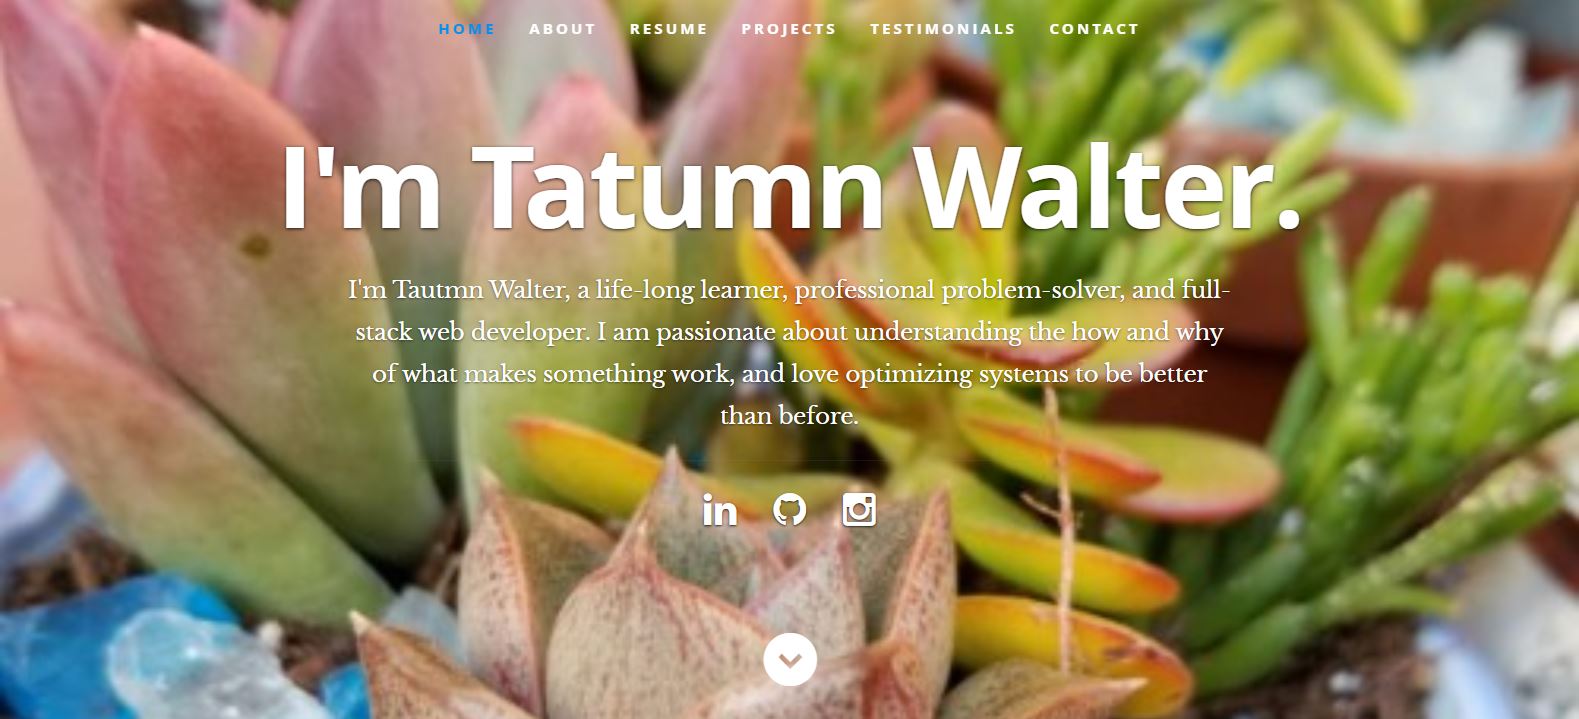 HOME ABOUT RESUME PROJECTS TESTIMONIALS CONTACT
I'm Tatumn Walter.
I'm Tautmn Walter, a life-long learner, professional problem-solver, and full-
stack web developer. I am passionate about understanding the how and why
of what makes something work, and love optimizing systems to be better
than before.
in